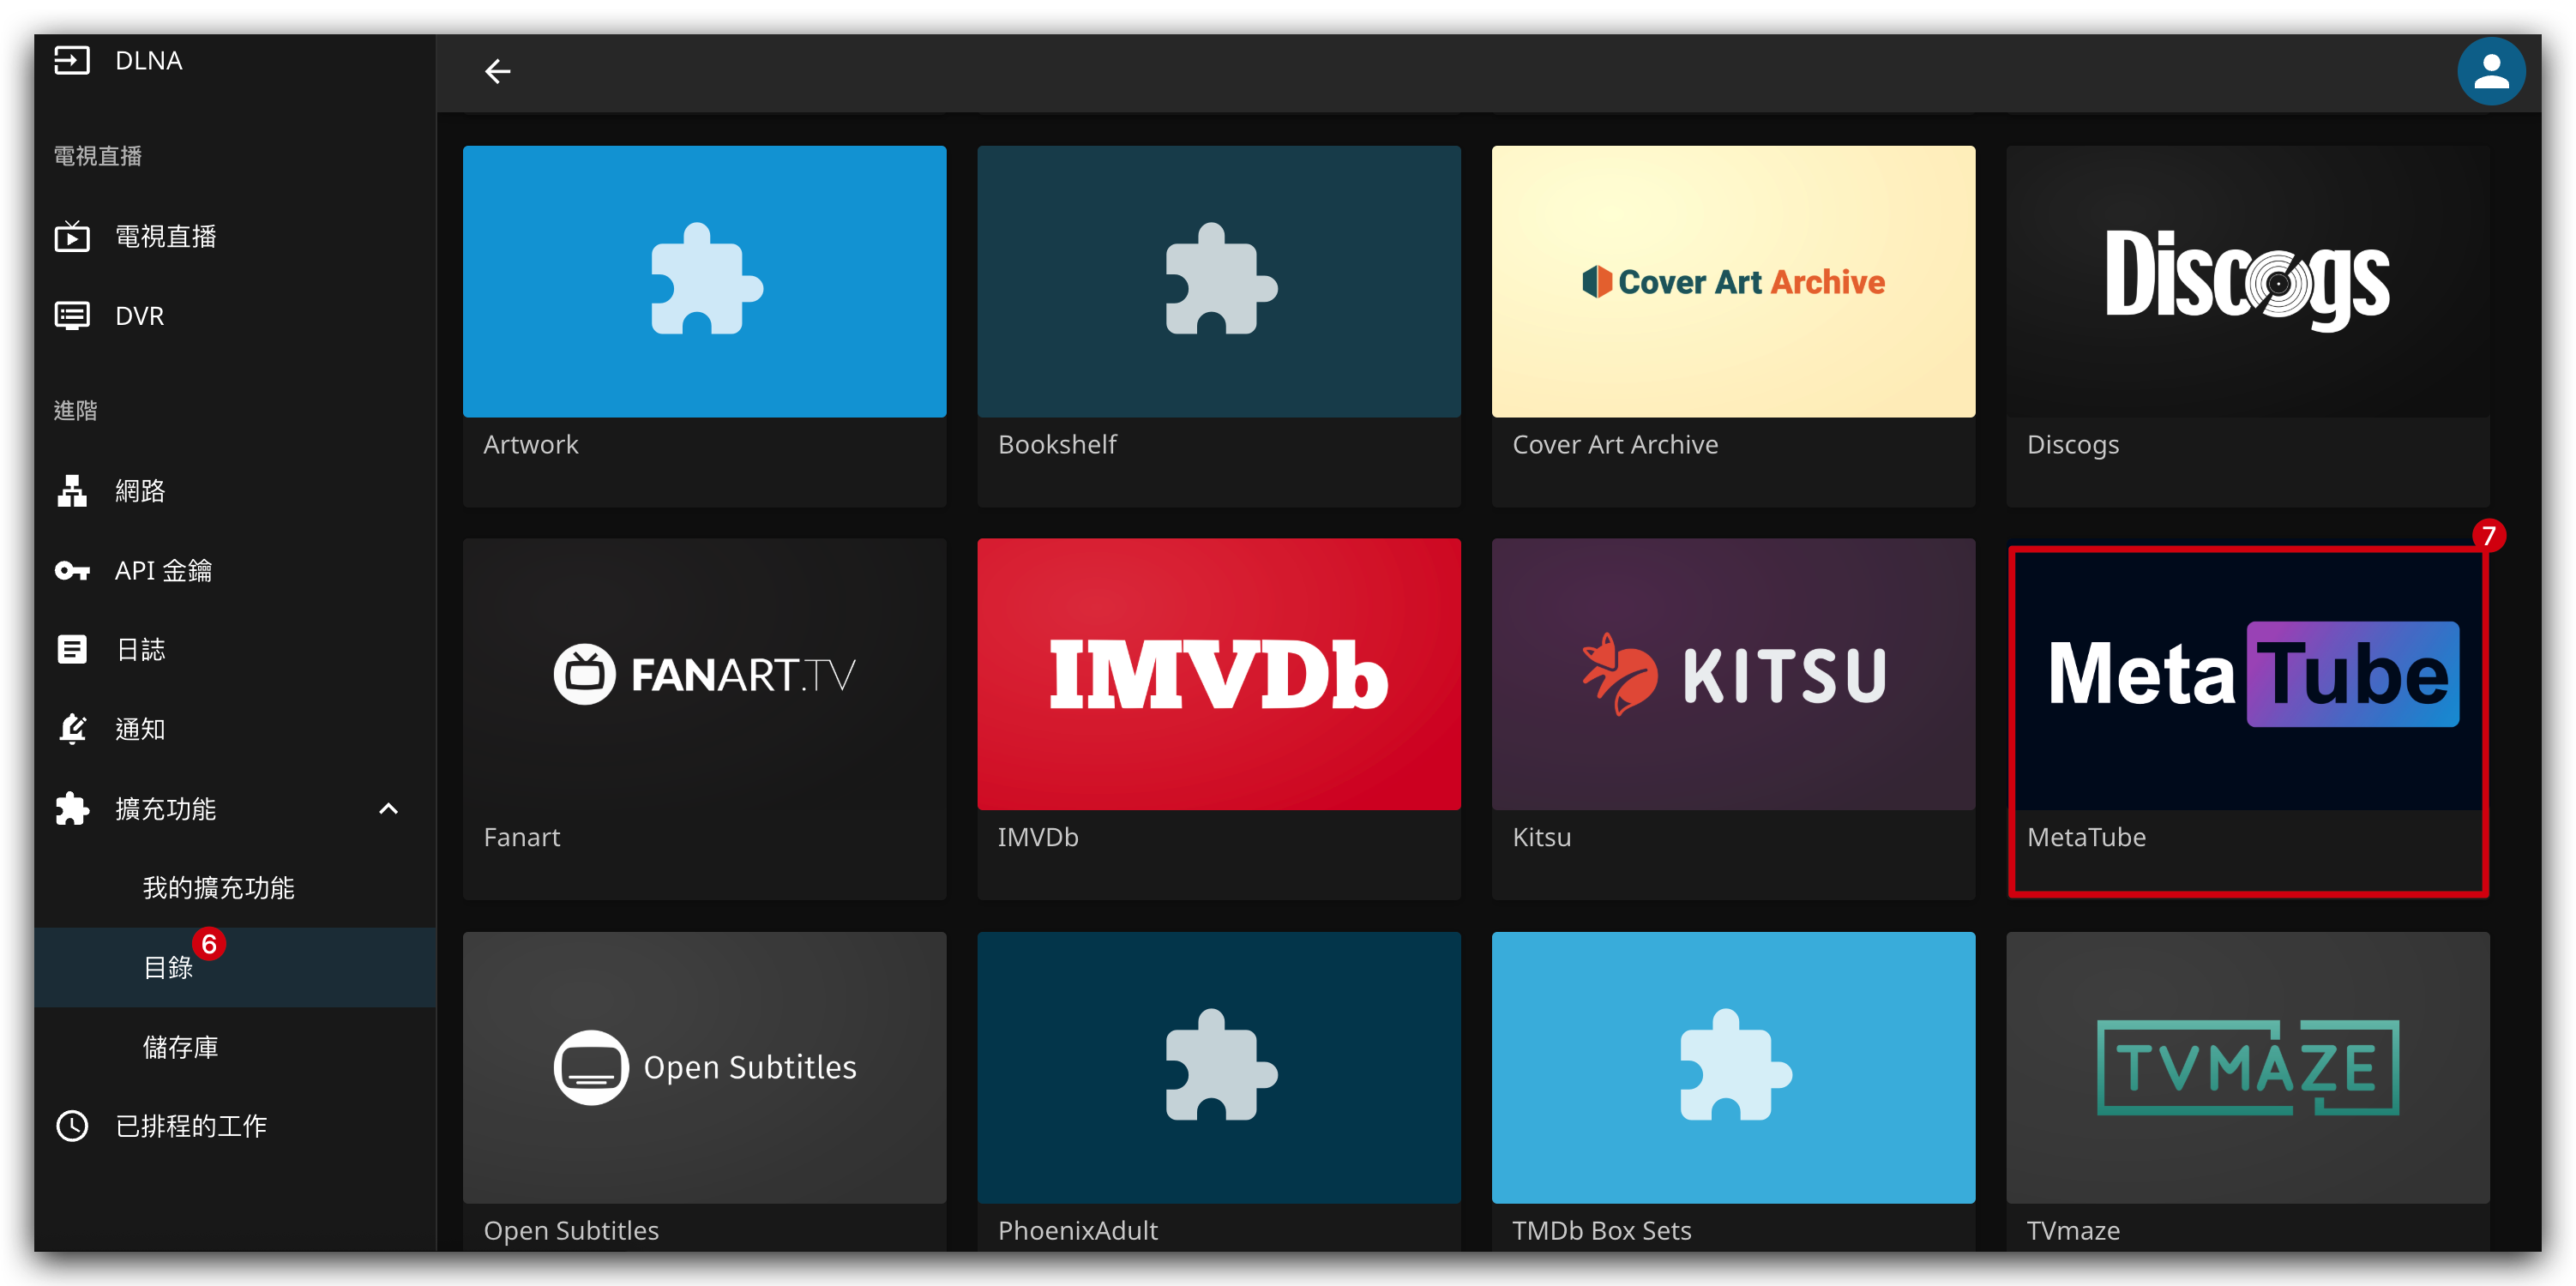 DLNA
電視直播
電視直播
DVR
進階
網路
API 金鑰
日誌
通知
擴充功能
我的擴充功能
6
目錄
儲存庫
已排程的工作
Cover Art Archive
Discogs
Artwork
Bookshelf
Cover Art Archive
Discogs
7
FANART.TV
IMVDb
KITSU
Meta Tube
Fanart
IMVDb
Kitsu
MetaTube
Open Subtitles
TVMAZE
Open Subtitles
PhoenixAdult
TMDb Box Sets
TVmaze